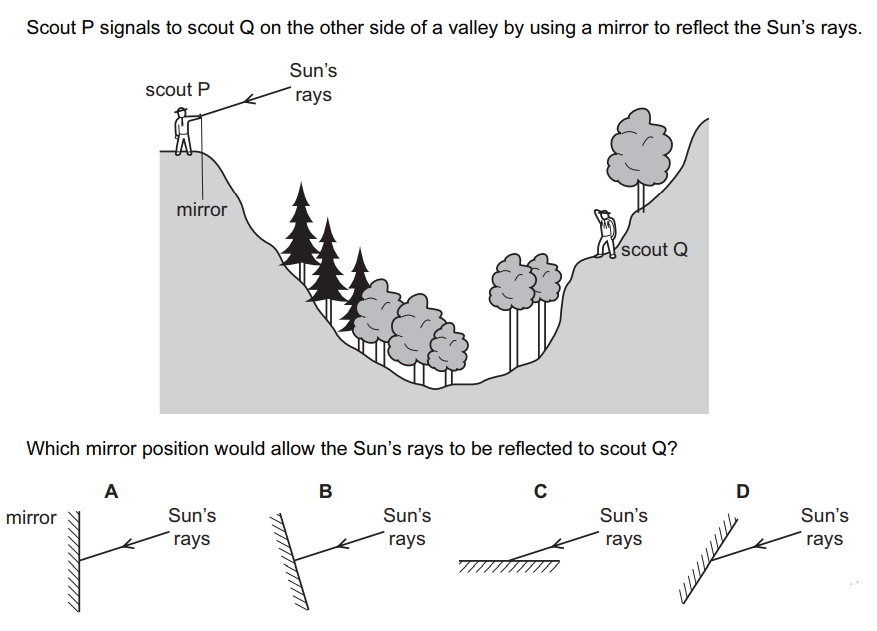 Scout P signals to scout Q on the other side of a valley by using a mirror to reflect the Sun’s rays.
Sun’s
rays
scout P
mirror
scout Q
Which mirror position would allow the Sun’s rays to be reflected to scout Q?
A B C D
mirror Sun’s Sun’s Sun’s Sun’s
rays rays rays rays